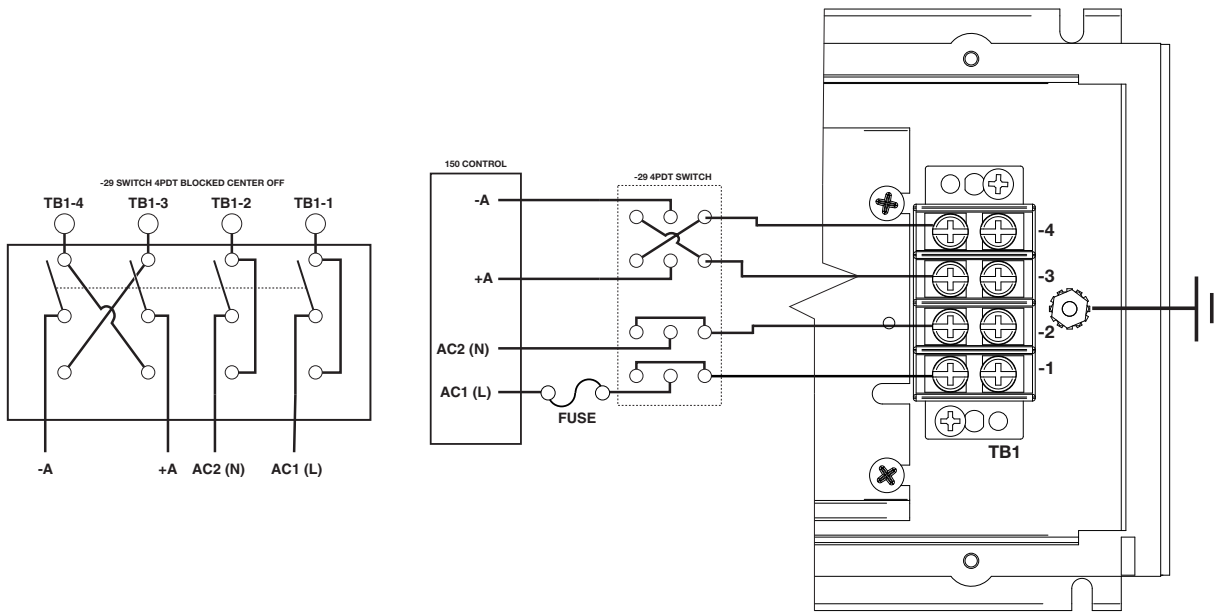 -29 SWITCH 4PDT BLOCKED CENTER OFF
TB1-4 TB1-3 TB1-2 TB1-1
-A +A AC2 (N) AC1 (L)
150 CONTROL
-29 4PDT SWITCH
-A
+A
AC2 (N)
AC1 (L)
FUSE
-4
-3
-2
-1
TB1